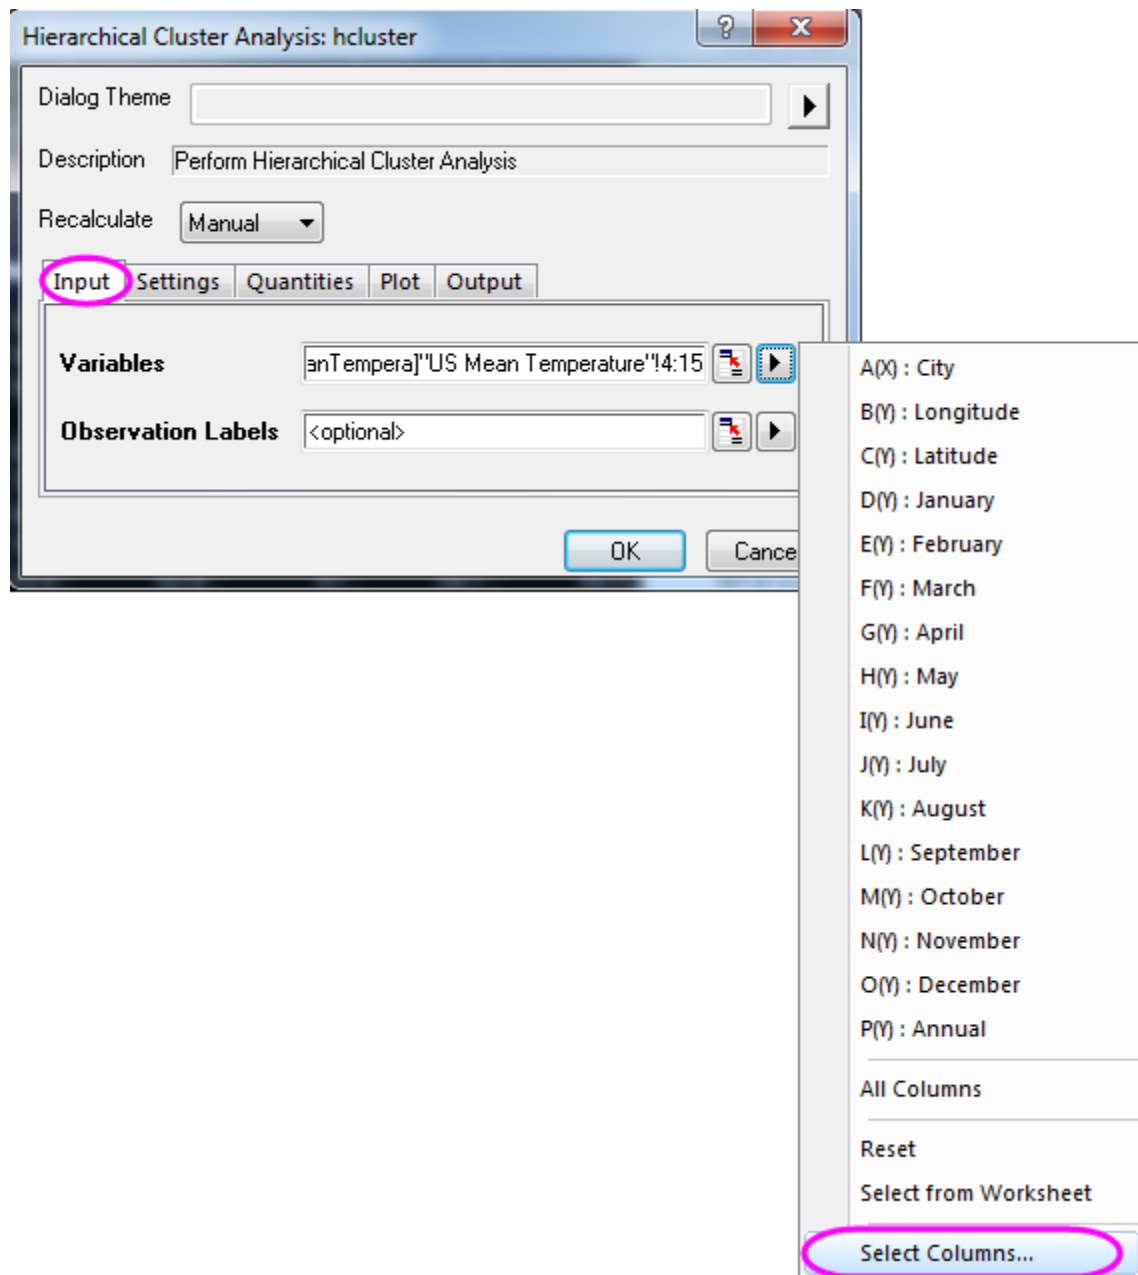 Hierarchical Cluster Analysis: hcluster
?
Dialog Theme
Description Perform Hierarchical Cluster Analysis
Recalculate Manual
Input Settings Quantities Plot Output
Variables anTempera]"US Mean Temperature"!4:15
Observation Labels <optional>
OK Cance
A(X) : City
B(Y) : Longitude
C(Y) : Latitude
D(Y) : January
E(Y) : February
F(Y) : March
G(Y) : April
H(Y) : May
I(Y) : June
J(Y) : July
K(Y) : August
L(Y) : September
M(Y) : October
N(Y) : November
O(Y) : December
P(Y) : Annual
All Columns
Reset
Select from Worksheet
Select Columns...